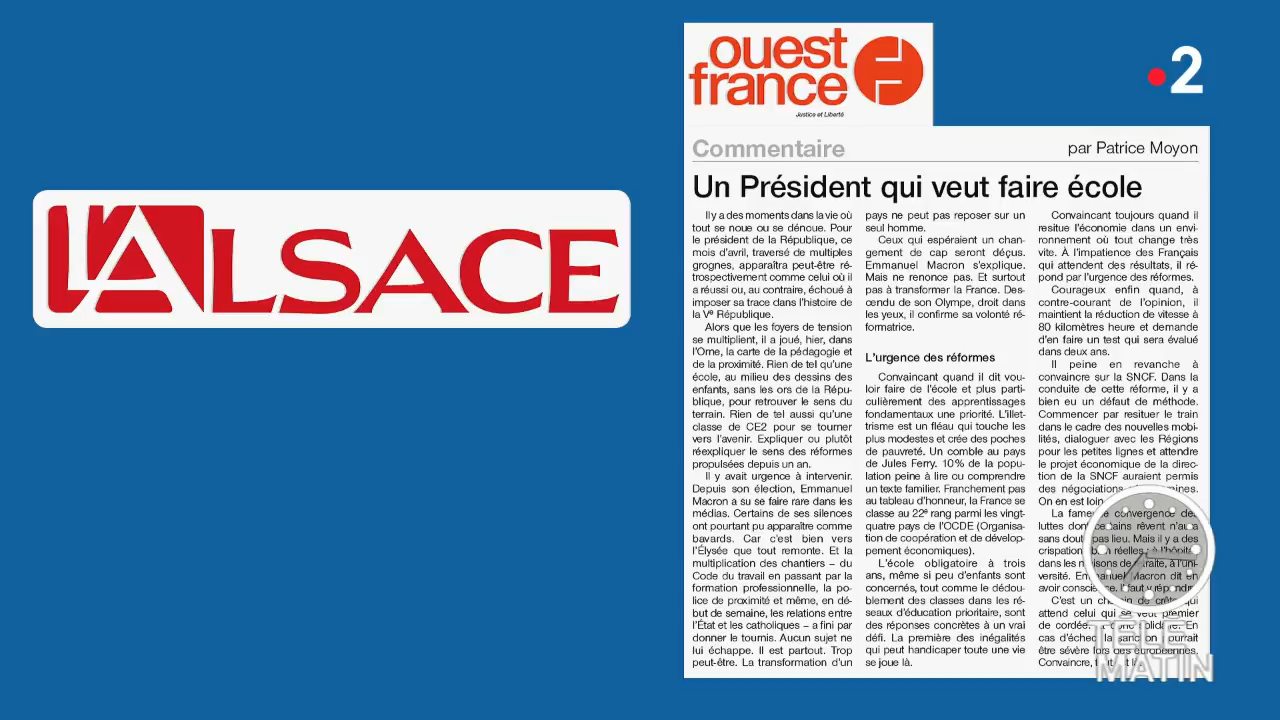 L'ALSACE
ouest
france
Justice et Liberté
2
Commentaire
par Patrice Moyon
Un Président qui veut faire école
Il y a des moments dans la vie où
tout se noue ou se dénoue. Pour
le président de la République, ce
mois d'avril, traversé de multiples
grognes, apparaîtra peut-être ré-
trospectivement comme celui où il
a réussi ou, au contraire, échoué à
imposer sa trace dans l'histoire de
la Ve République.
Alors que les foyers de tension
se multiplient, il a joué, hier, dans
l'Orne, la carte de la pédagogie et
de la proximité. Rien de tel qu'une
école, au milieu des dessins des
enfants, sans les ors de la Répu-
blique, pour retrouver le sens du
terrain. Rien de tel aussi qu'une
classe de CE2 pour se tourner
vers l'avenir. Expliquer ou plutôt
réexpliquer le sens des réformes
propulsées depuis un an.
Il y avait urgence à intervenir.
Depuis son élection, Emmanuel
Macron a su se faire rare dans les
médias. Certains de ses silences
ont pourtant pu apparaître comme
bavards. Car c'est bien vers
l'Élysée que tout remonte. Et la
multiplication des chantiers – du
Code du travail en passant par la
formation professionnelle, la po-
lice de proximité et même, en dé-
but de semaine, les relations entre
l'État et les catholiques – a fini par
donner le tournis. Aucun sujet ne
lui échappe. Il est partout. Trop
peut-être. La transformation d'un
pays ne peut pas reposer sur un
seul homme.
Ceux qui espéraient un chan-
gement de cap seront déçus.
Emmanuel Macron s'explique.
Mais ne renonce pas. Et surtout
pas à transformer la France. Des-
cendu de son Olympe, droit dans
les yeux, il confirme sa volonté ré-
formatrice.
L'urgence des réformes
Convaincant quand il dit vou-
loir faire de l'école et plus parti-
culièrement des apprentissages
fondamentaux une priorité. L'illet-
trisme est un fléau qui touche les
plus modestes et crée des poches
de pauvreté. Un comble au pays
de Jules Ferry. 10% de la popu-
lation peine à lire ou comprendre
un texte familier. Franchement pas
au tableau d'honneur, la France se
classe au 22e rang parmi les vingt-
quatre pays de l'OCDE (Organisa-
tion de coopération et de dévelop-
pement économiques).
L'école obligatoire à trois
ans, même si peu d'enfants sont
concernés, tout comme le dédou-
blement des classes dans les ré-
seaux d'éducation prioritaire, sont
des réponses concrètes à un vrai
défi. La première des inégalités
qui peut handicaper toute une vie
se joue là.
Convaincant toujours quand il
resitue l'économie dans un envi-
ronnement où tout change très
vite. À l'impatience des Français
qui attendent des résultats, il ré-
pond par l'urgence des réformes.
Courageux enfin quand, à
contre-courant de l'opinion, il
maintient la réduction de vitesse à
80 kilomètres heure et demande
d'en faire un test qui sera évalué
dans deux ans.
Il peine en revanche à
convaincre sur la SNCF. Dans la
conduite de cette réforme, il y a
bien eu un défaut de méthode.
Commencer par resituer le train
dans le cadre des nouvelles mobi-
lités, dialoguer avec les Régions
pour les petites lignes et attendre
le projet économique de la direc-
tion de la SNCF auraient permis
des négociations
On en est loin
La fameuse convergence des
luttes dont certains rêvent n'aura
sans doute pas lieu. Mais il y a des
crispations bien réelles : à l'hôpital,
dans les maisons de retraite, à l'uni-
versité. Emmanuel Macron dit en
avoir conscience. Il faut y répondre.
C'est un chemin de crête qui
attend celui qui se veut premier
de cordée. donc solidaire. En
cas d'échec, la sanction pourrait
être sévère lors des européennes.
Convaincre, tout est là.
TÉLÉ
MATIN